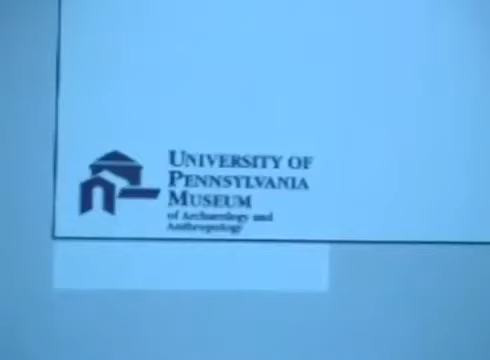 UNIVERSITY OF
PENNSYLVANIA
MUSEUM
of Archaeology and
Anthropology